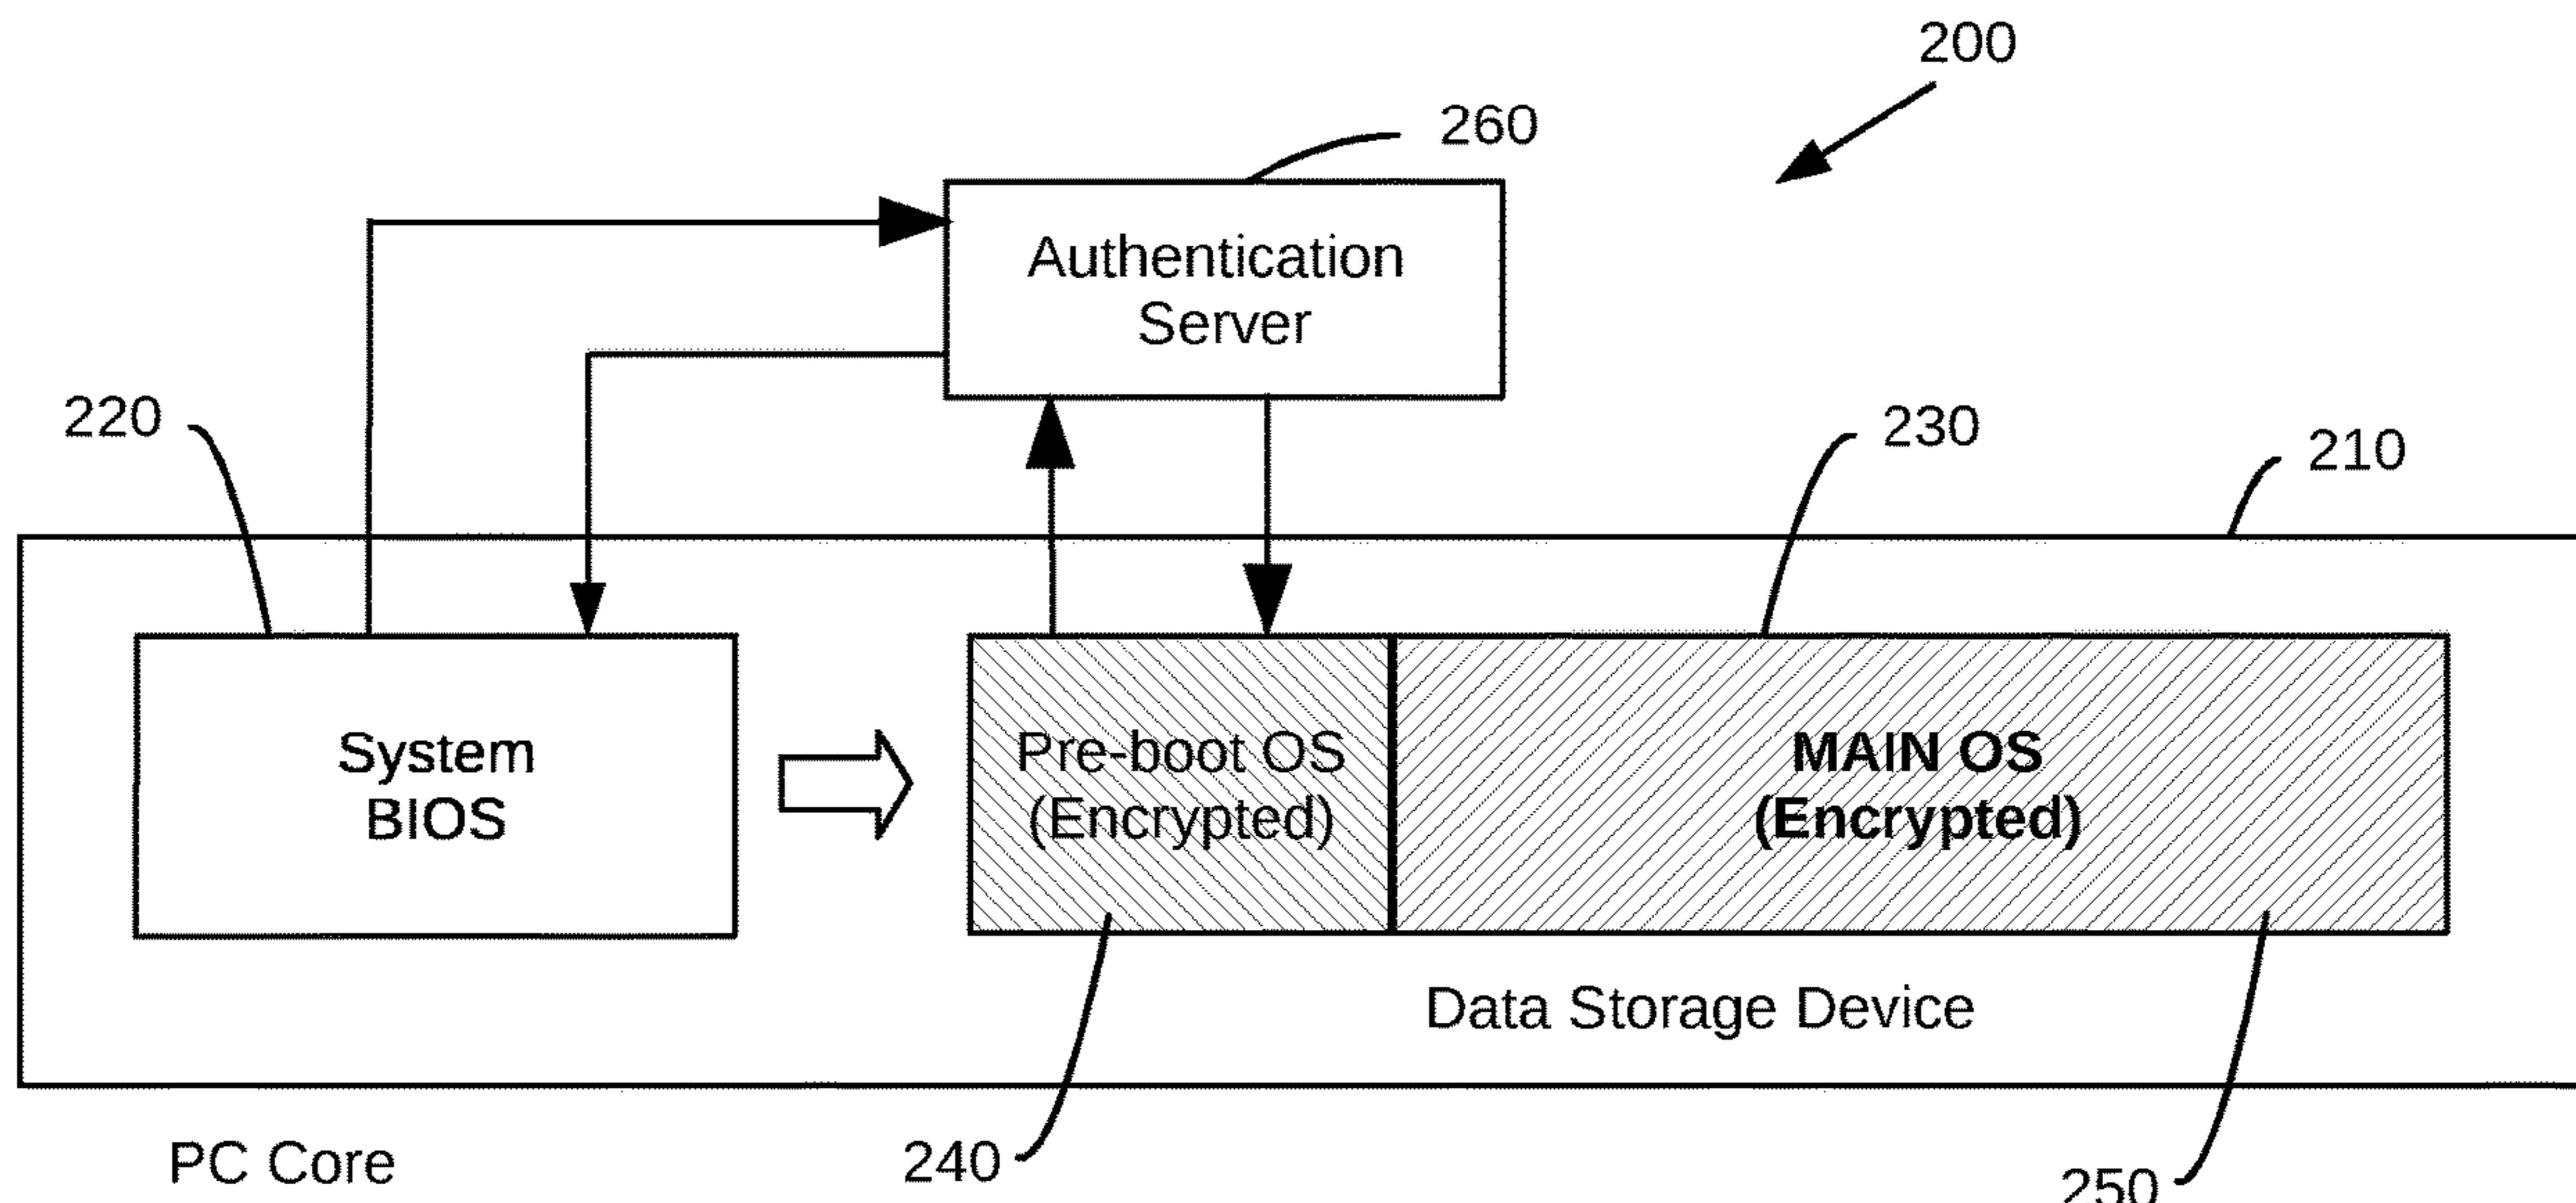 200
260
Authentication
Server
220
230
210
System
BIOS
Pre-boot OS
(Encrypted)
MAIN OS
(Encrypted)
Data Storage Device
PC Core
240
250